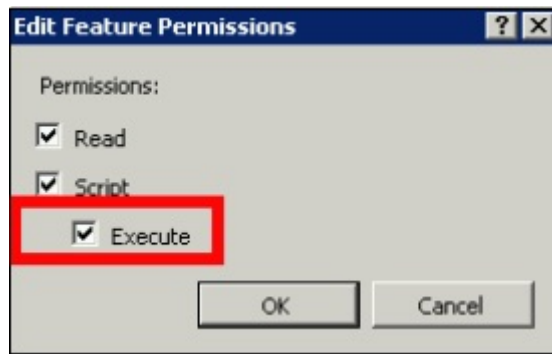 Edit Feature Permissions ? X
Permissions:
Read
Script
Execute
OK Cancel